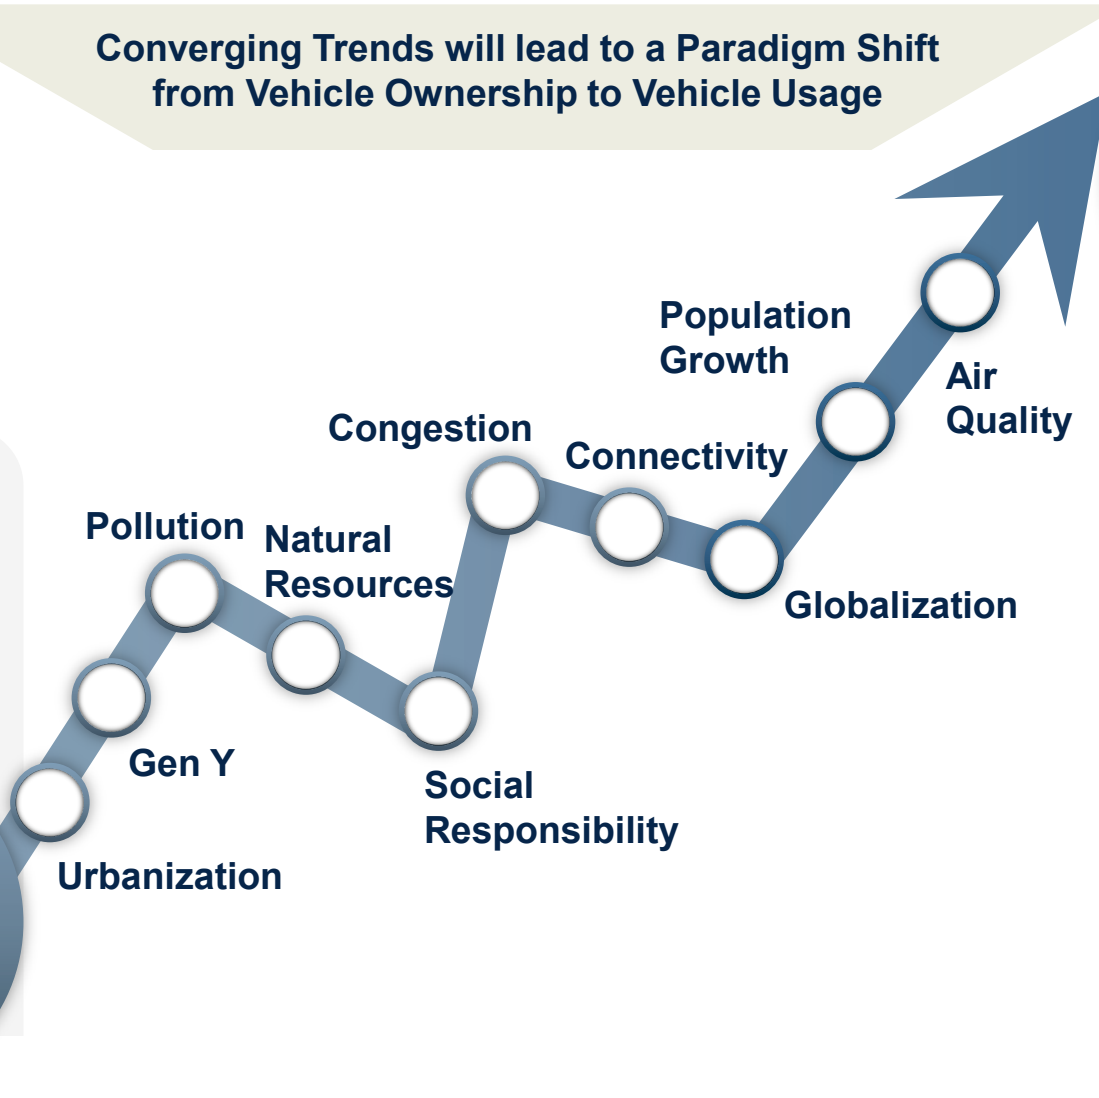 Converging Trends will lead to a Paradigm Shift
from Vehicle Ownership to Vehicle Usage
Population
Growth
Air
Quality
Congestion
Connectivity
Pollution
Natural
Resources
Globalization
Gen Y
Social
Responsibility
Urbanization